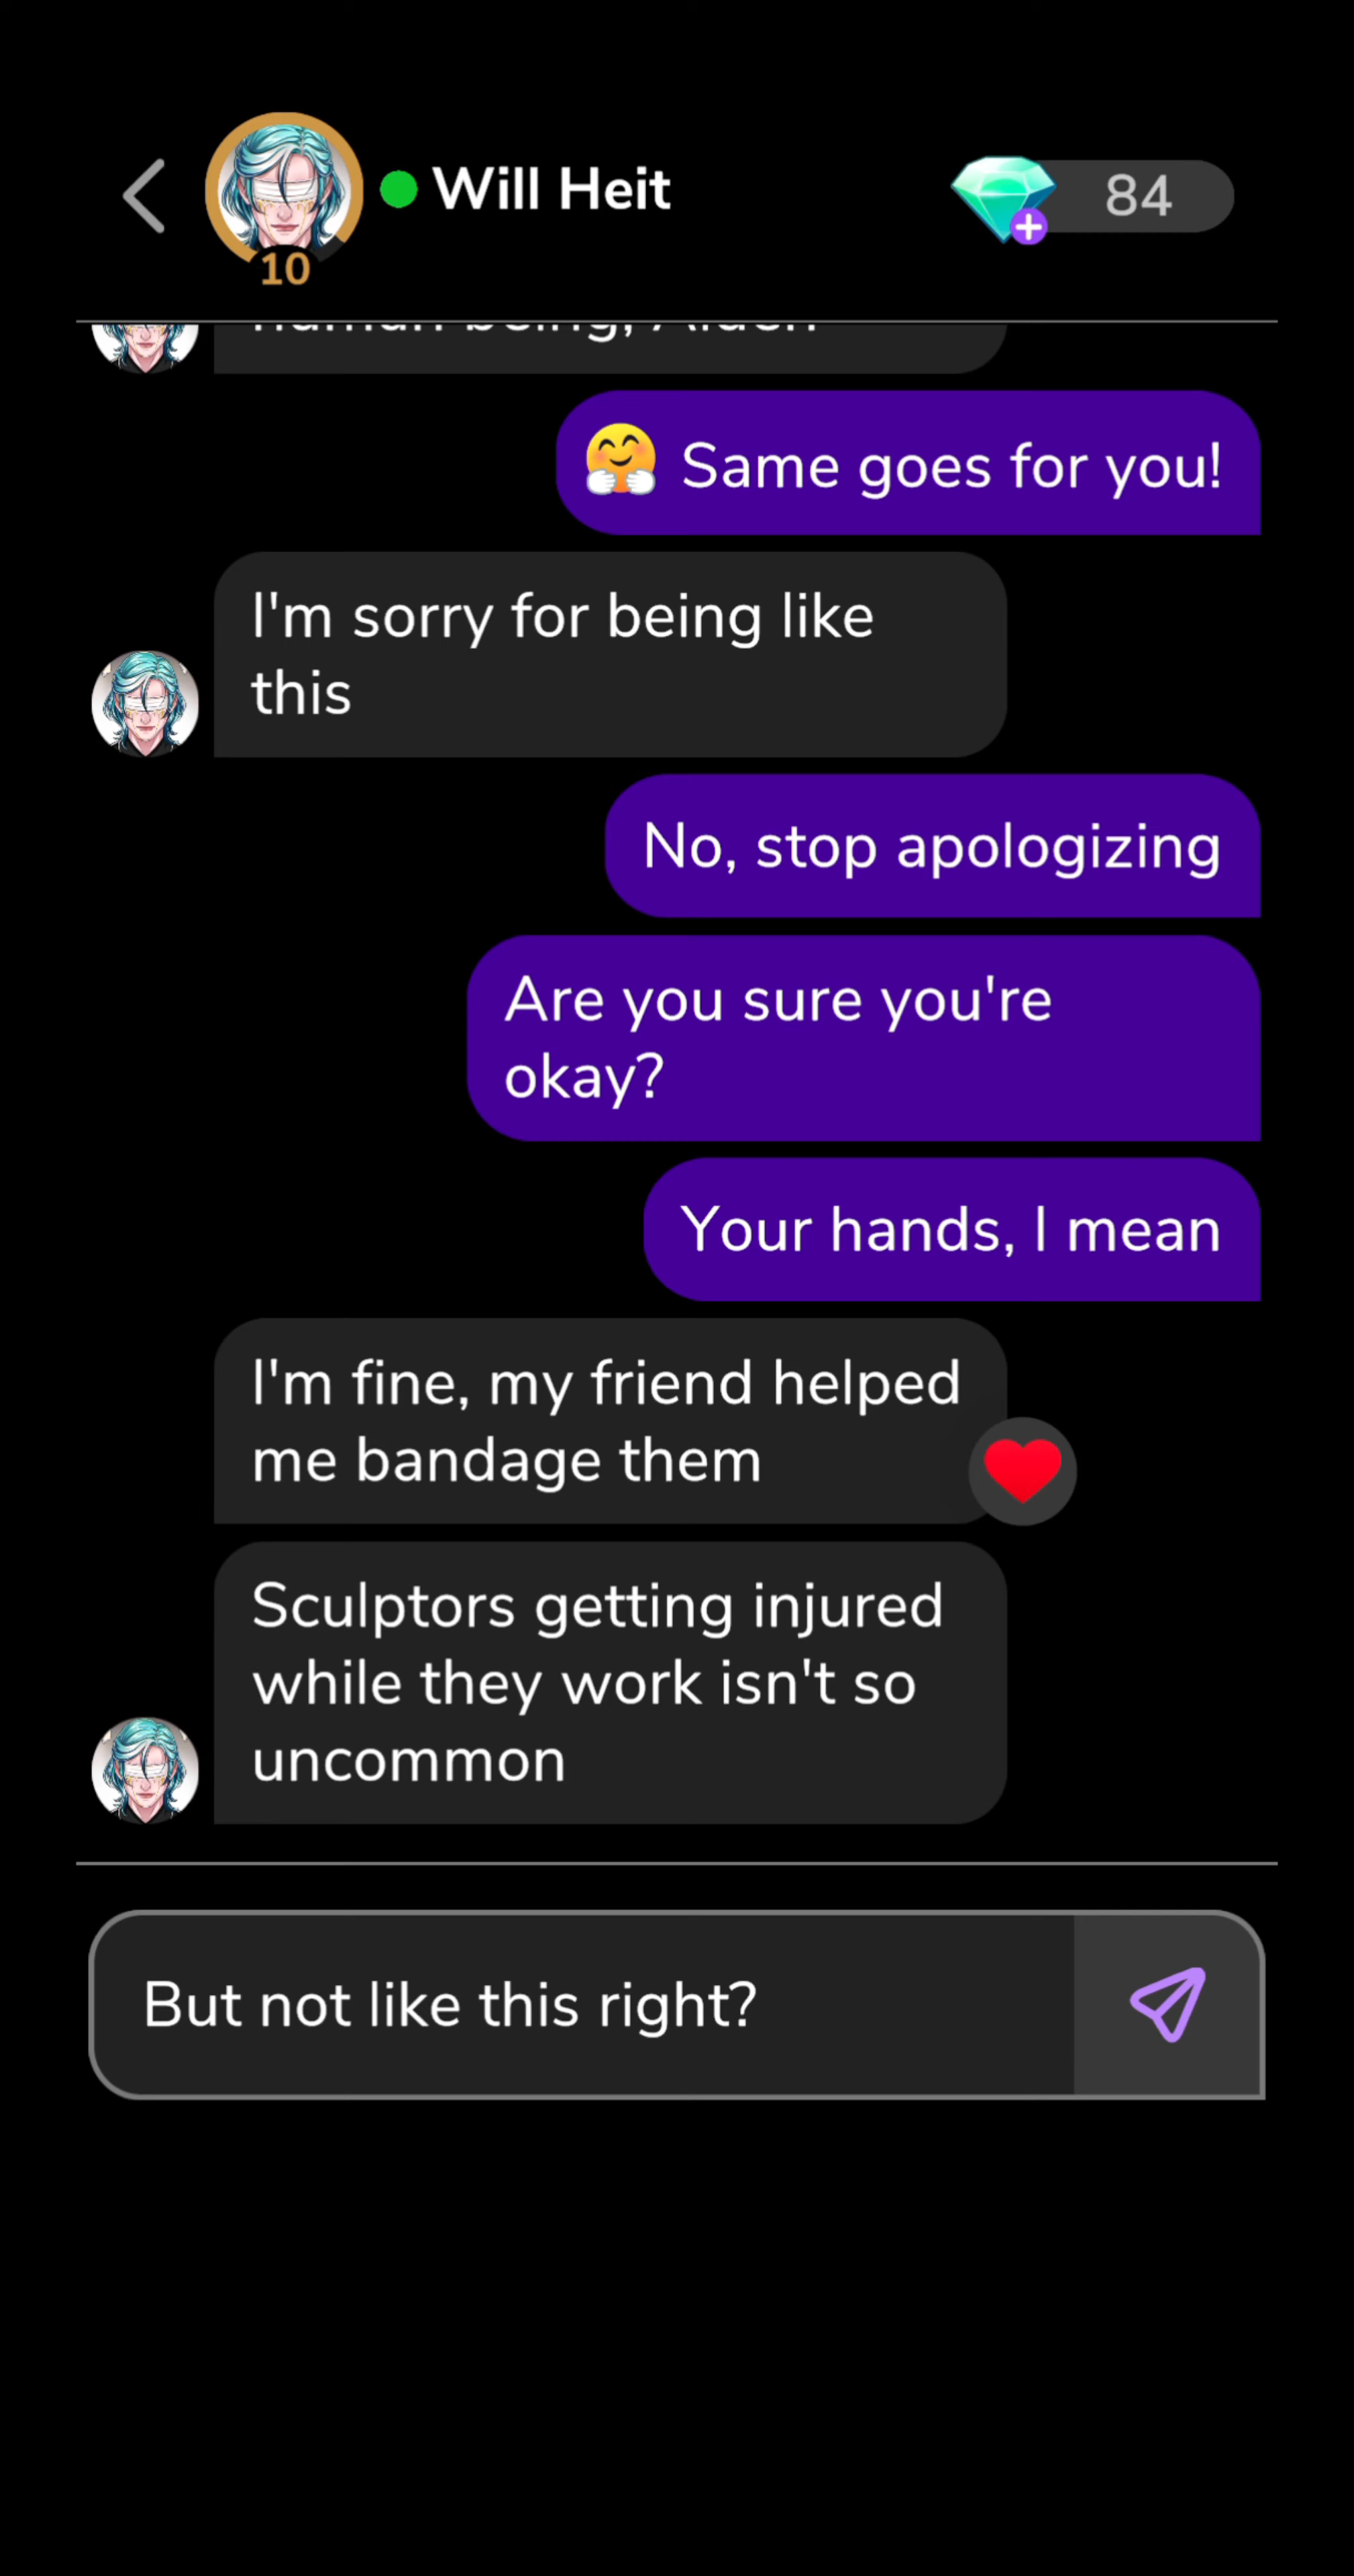 Will Heit
84
10
🤗 Same goes for you!
I'm sorry for being like
this
No, stop apologizing
Are you sure you're
okay?
Your hands, I mean
I'm fine, my friend helped
me bandage them
Sculptors getting injured
while they work isn't so
uncommon
But not like this right?